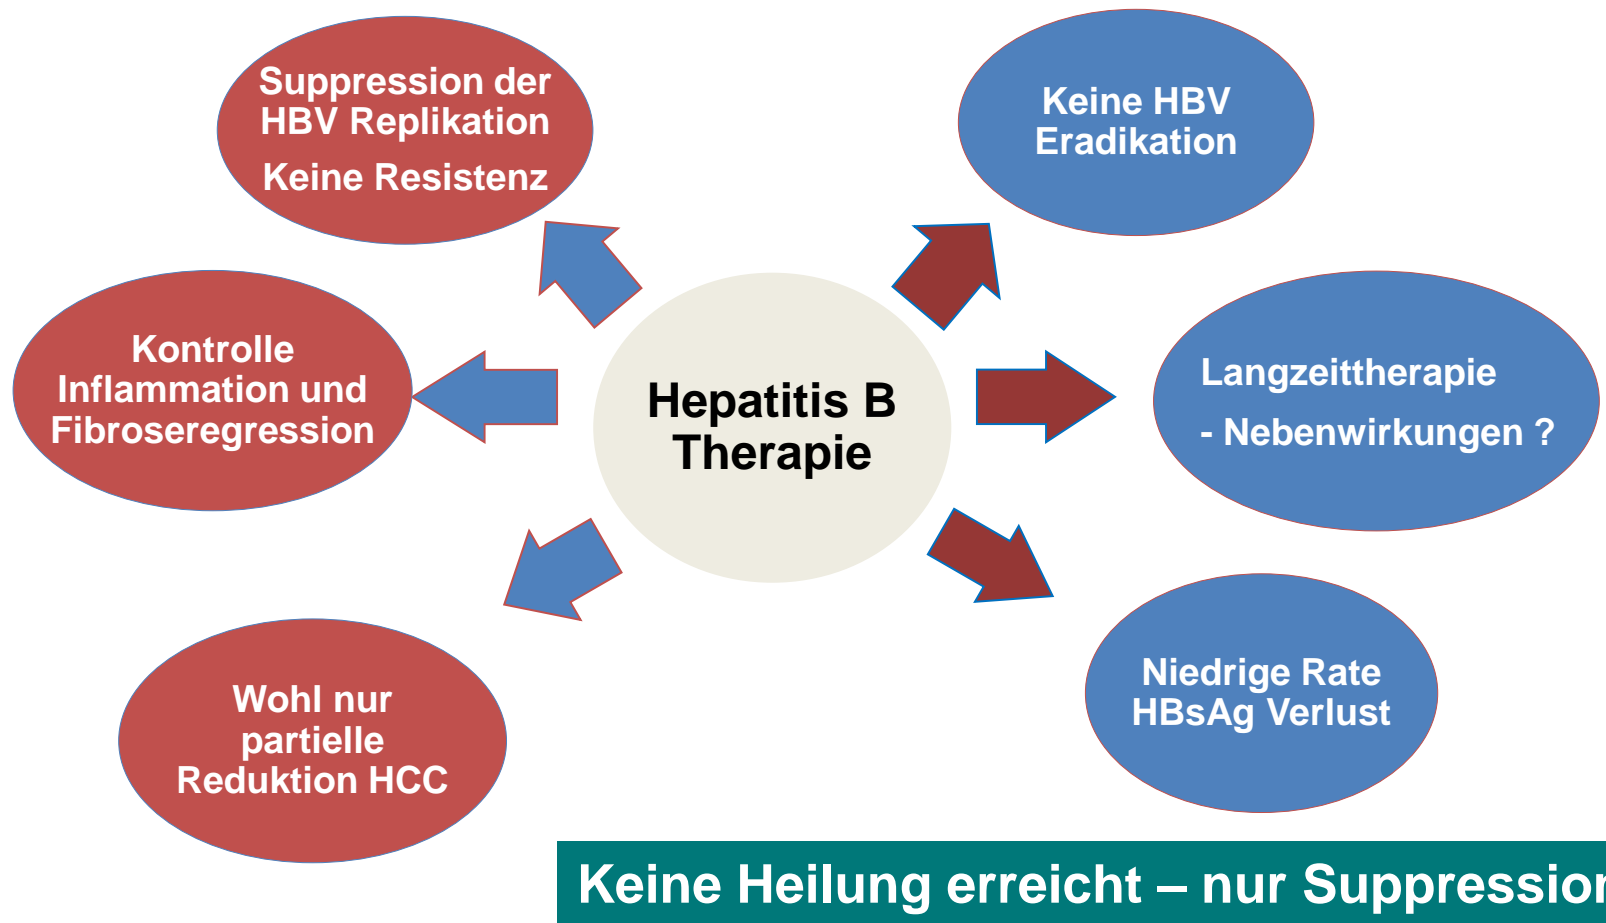 Suppression der
HBV Replikation
Keine Resistenz
Keine HBV
Eradikation
Kontrolle
Inflammation und
Fibroseregression
Hepatitis B
Therapie
Langzeittherapie
- Nebenwirkungen ?
Wohl nur
partielle
Reduktion HCC
Niedrige Rate
HBsAg Verlust
Keine Heilung erreicht – nur Suppression